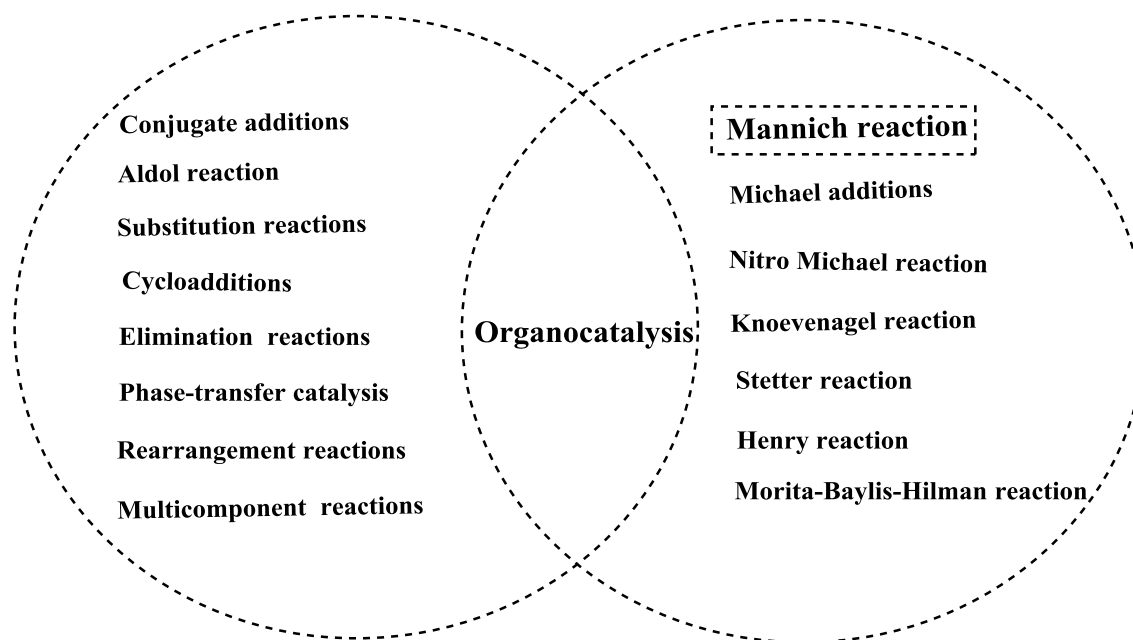 Conjugate additions
Aldol reaction
Substitution reactions
Cycloadditions
Elimination reactions
Phase-transfer catalysis
Rearrangement reactions
Multicomponent reactions
Organocatalysis
Mannich reaction
Michael additions
Nitro Michael reaction
Knoevenagel reaction
Stetter reaction
Henry reaction
Morita-Baylis-Hilman reaction